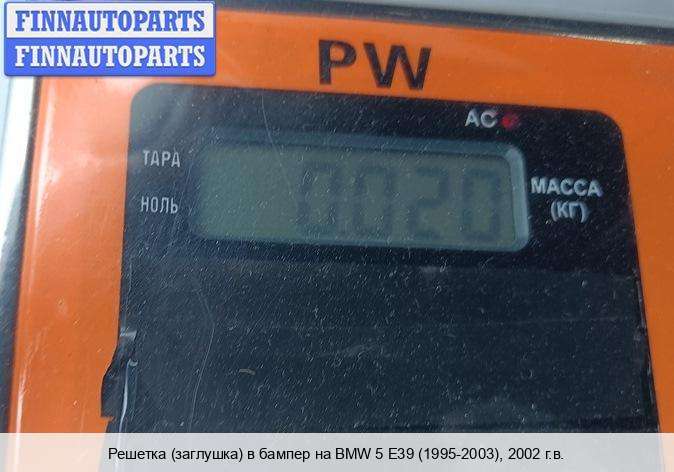 FINNAUTOPARTS
FINNAUTOPARTS
PW
AC
ТАРА
НОЛЬ
0.020
МАССА
(КГ)
Решетка (заглушка) в бампер на BMW 5 E39 (1995-2003), 2002 г.в.